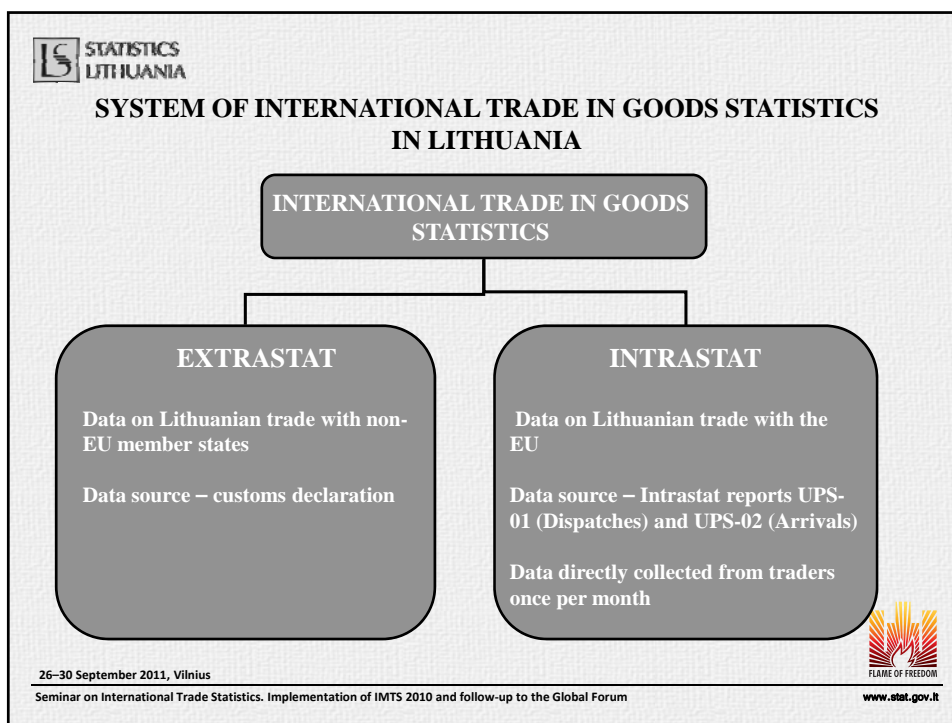 STATISTICS
LITHUANIA
SYSTEM OF INTERNATIONAL TRADE IN GOODS STATISTICS
IN LITHUANIA
INTERNATIONAL TRADE IN GOODS
STATISTICS
EXTRASTAT
Data on Lithuanian trade with non-
EU member states
Data source – customs declaration
INTRASTAT
Data on Lithuanian trade with the
EU
Data source – Intrastat reports UPS-
01 (Dispatches) and UPS-02 (Arrivals)
Data directly collected from traders
once per month
FLAME OF FREEDOM
26–30 September 2011, Vilnius
Seminar on International Trade Statistics. Implementation of IMTS 2010 and follow-up to the Global Forum
www.stat.gov.lt